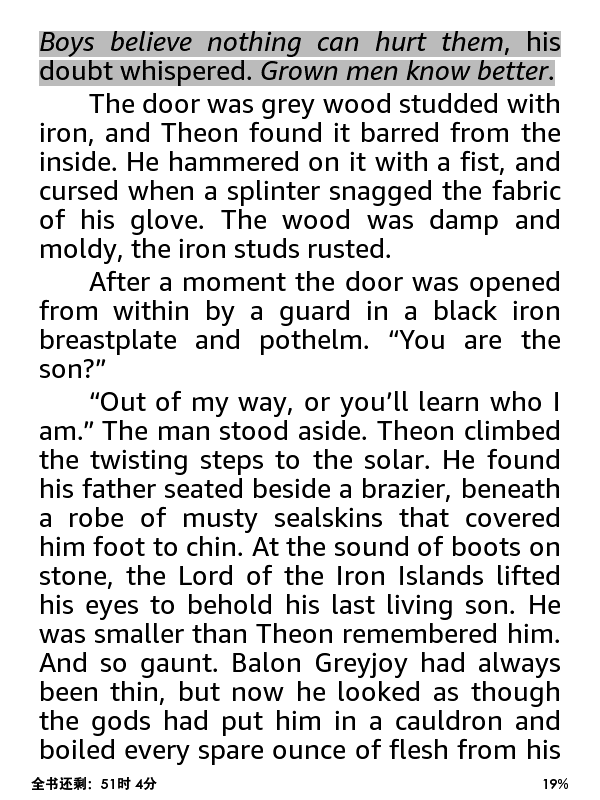 Boys believe nothing can hurt them, his
doubt whispered. Grown men know better.
The door was grey wood studded with
iron, and Theon found it barred from the
inside. He hammered on it with a fist, and
cursed when a splinter snagged the fabric
of his glove. The wood was damp and
moldy, the iron studs rusted.
After a moment the door was opened
from within by a guard in a black iron
breastplate and pothelm. “You are the
son?”
“Out of my way, or you’ll learn who I
am.” The man stood aside. Theon climbed
the twisting steps to the solar. He found
his father seated beside a brazier, beneath
a robe of musty sealskins that covered
him foot to chin. At the sound of boots on
stone, the Lord of the Iron Islands lifted
his eyes to behold his last living son. He
was smaller than Theon remembered him.
And so gaunt. Balon Greyjoy had always
been thin, but now he looked as though
the gods had put him in a cauldron and
boiled every spare ounce of flesh from his
全书还剩：51时 4分 19%